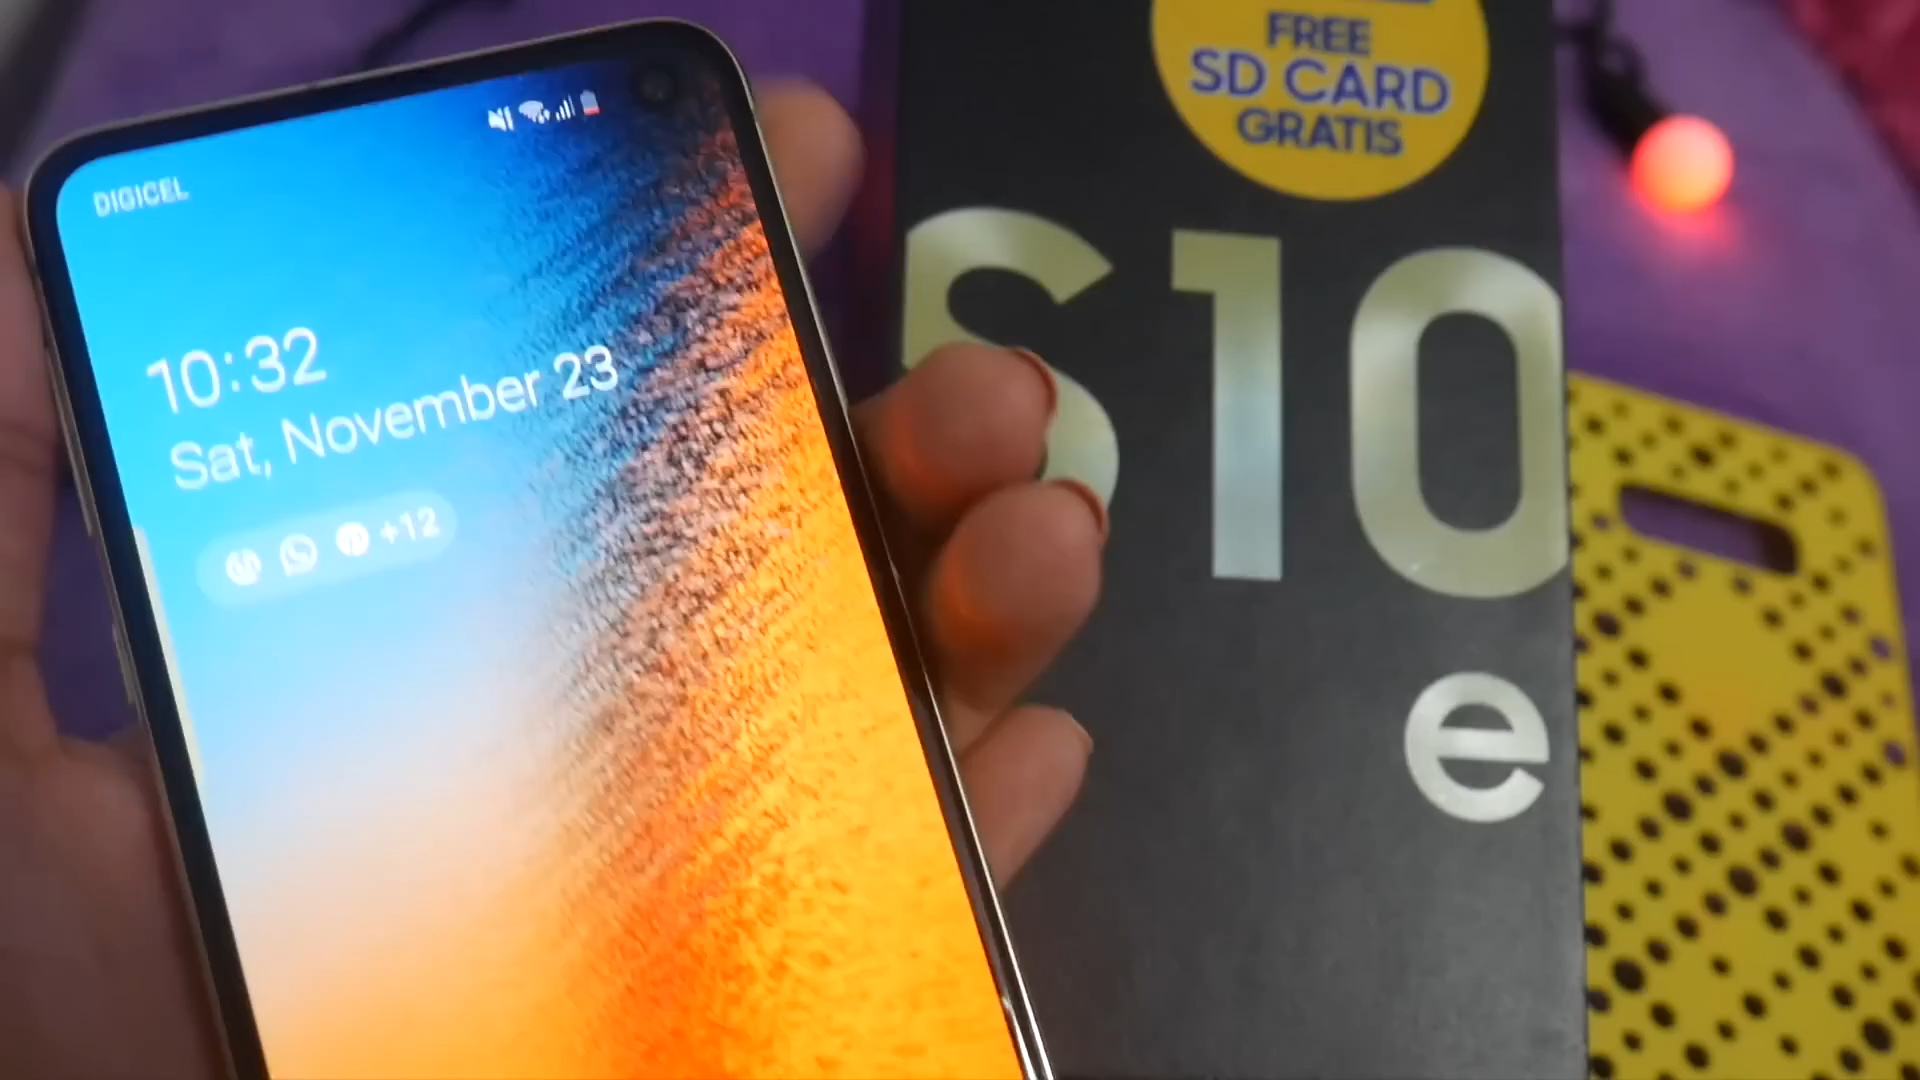 DIGICEL
10:32
Sat, November 23
+12
FREE
SD CARD
GRATIS
S10
e